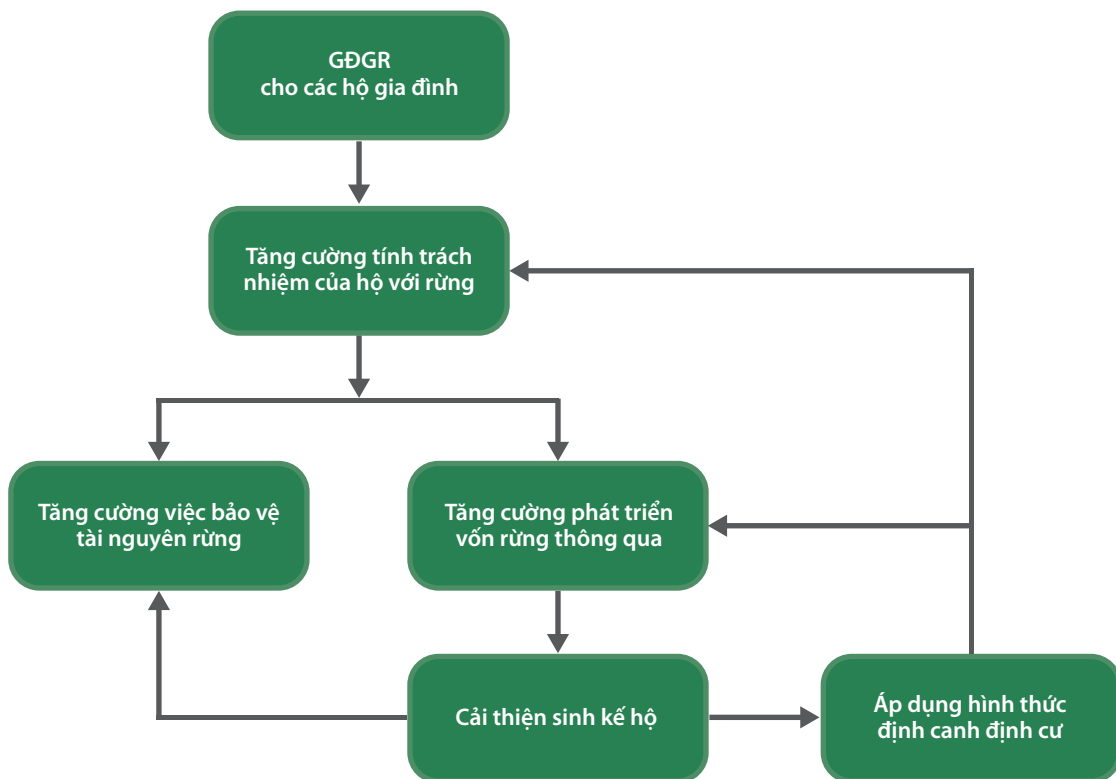 GĐGR
cho các hộ gia đình
Tăng cường tính trách
nhiệm của hộ với rừng
Tăng cường việc bảo vệ
tài nguyên rừng
Tăng cường phát triển
vốn rừng thông qua
Cải thiện sinh kế hộ
Áp dụng hình thức
định canh định cư